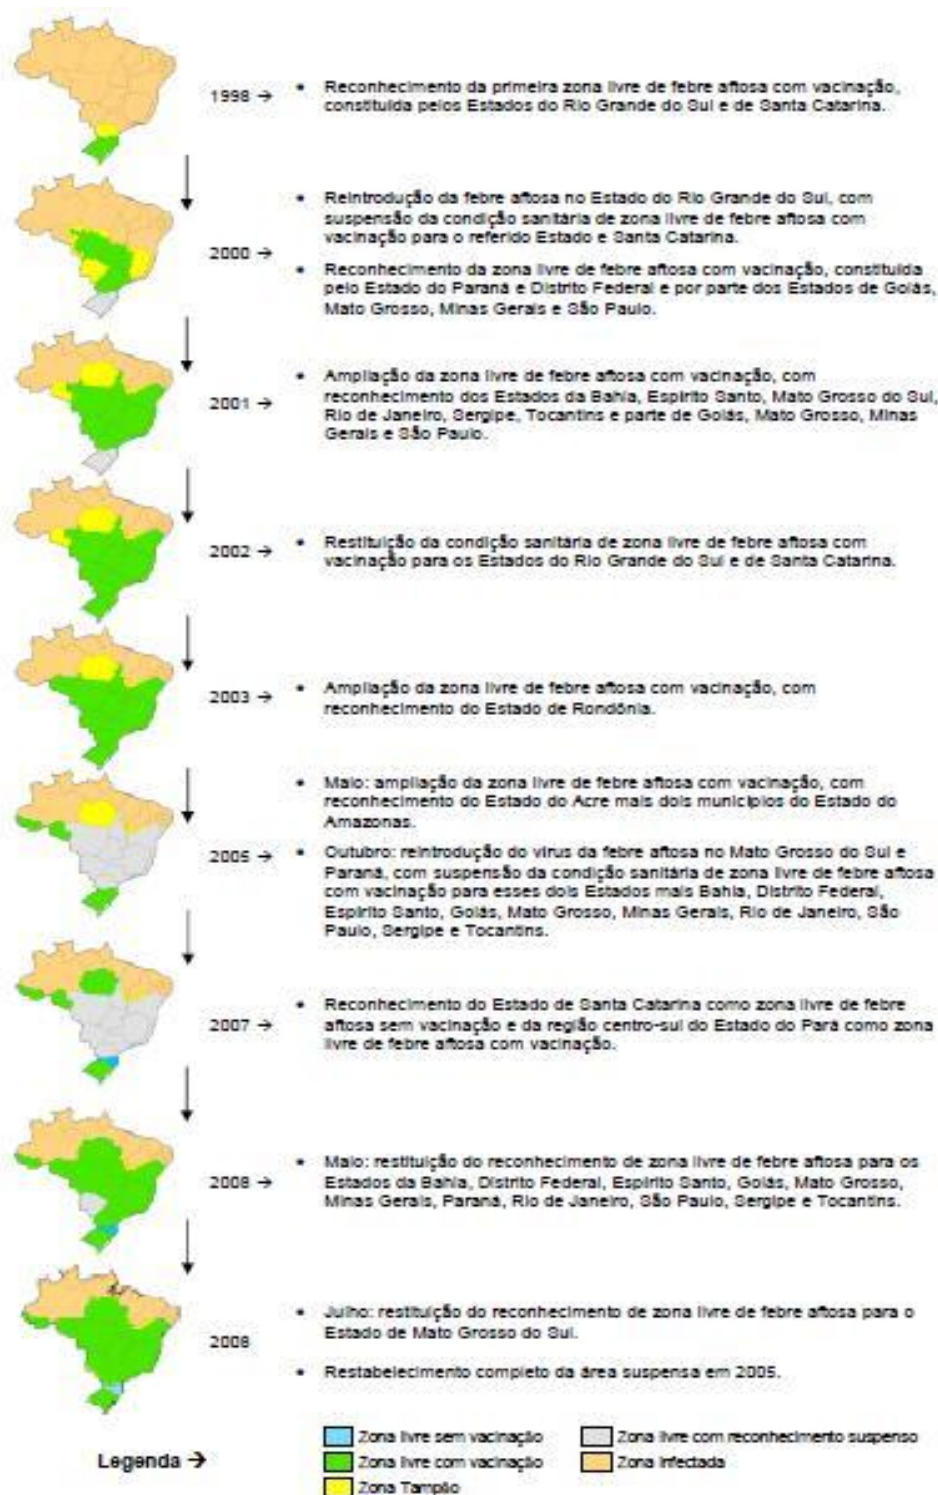 1998 →
• Reconhecimento da primeira zona livre de febre aftosa com vacinação,
constituída pelos Estados do Rio Grande do Sul e de Santa Catarina.
2000 →
• Reintrodução da febre aftosa no Estado do Rio Grande do Sul, com
suspensão da condição sanitária de zona livre de febre aftosa com
vacinação para o referido Estado e Santa Catarina.
• Reconhecimento da zona livre de febre aftosa com vacinação, constituída
pelo Estado do Paraná e Distrito Federal e por parte dos Estados de Goiás,
Mato Grosso, Minas Gerais e São Paulo.
2001 →
• Ampliação da zona livre de febre aftosa com vacinação, com
reconhecimento dos Estados da Bahia, Espírito Santo, Mato Grosso do Sul,
Rio de Janeiro, Sergipe, Tocantins e parte de Goiás, Mato Grosso, Minas
Gerais e São Paulo.
2002 →
• Restituição da condição sanitária de zona livre de febre aftosa com
vacinação para os Estados do Rio Grande do Sul e de Santa Catarina.
2003 →
• Ampliação da zona livre de febre aftosa com vacinação, com
reconhecimento do Estado de Rondônia.
2005 →
• Maio: ampliação da zona livre de febre aftosa com vacinação, com
reconhecimento do Estado do Acre mais dois municípios do Estado do
Amazonas.
• Outubro: reintrodução do vírus da febre aftosa no Mato Grosso do Sul e
Paraná, com suspensão da condição sanitária de zona livre de febre aftosa
com vacinação para esses dois Estados mais Bahia, Distrito Federal,
Espírito Santo, Goiás, Mato Grosso, Minas Gerais, Rio de Janeiro, São
Paulo, Sergipe e Tocantins.
2007 →
• Reconhecimento do Estado de Santa Catarina como zona livre de febre
aftosa sem vacinação e da região centro-sul do Estado do Pará como zona
livre de febre aftosa com vacinação.
2008 →
• Maio: restituição do reconhecimento de zona livre de febre aftosa para os
Estados da Bahia, Distrito Federal, Espírito Santo, Goiás, Mato Grosso,
Minas Gerais, Paraná, Rio de Janeiro, São Paulo, Sergipe e Tocantins.
2008
• Julho: restituição do reconhecimento de zona livre de febre aftosa para o
Estado de Mato Grosso do Sul.
• Restabelecimento completo da área suspensa em 2005.
Legenda →
Zona livre sem vacinação
Zona livre com vacinação
Zona Tampão
Zona livre com reconhecimento suspenso
Zona Infectada